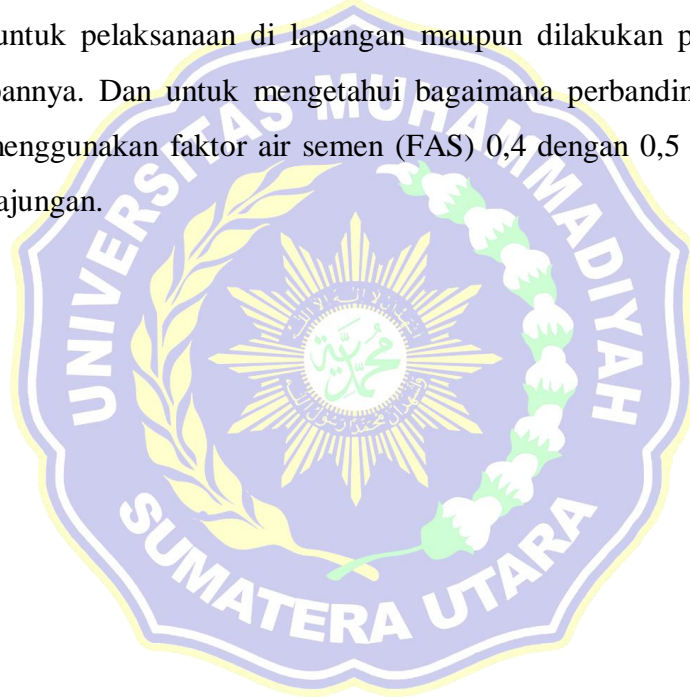 untuk pelaksanaan di lapangan maupun dilakukan p
pannya. Dan untuk mengetahui bagaimana perbandin
menggunakan faktor air semen (FAS) 0,4 dengan 0,5
ajungan.
UNIVERSITAS MUHAMMADIYAH
محمدية
SUMATERA UTARA